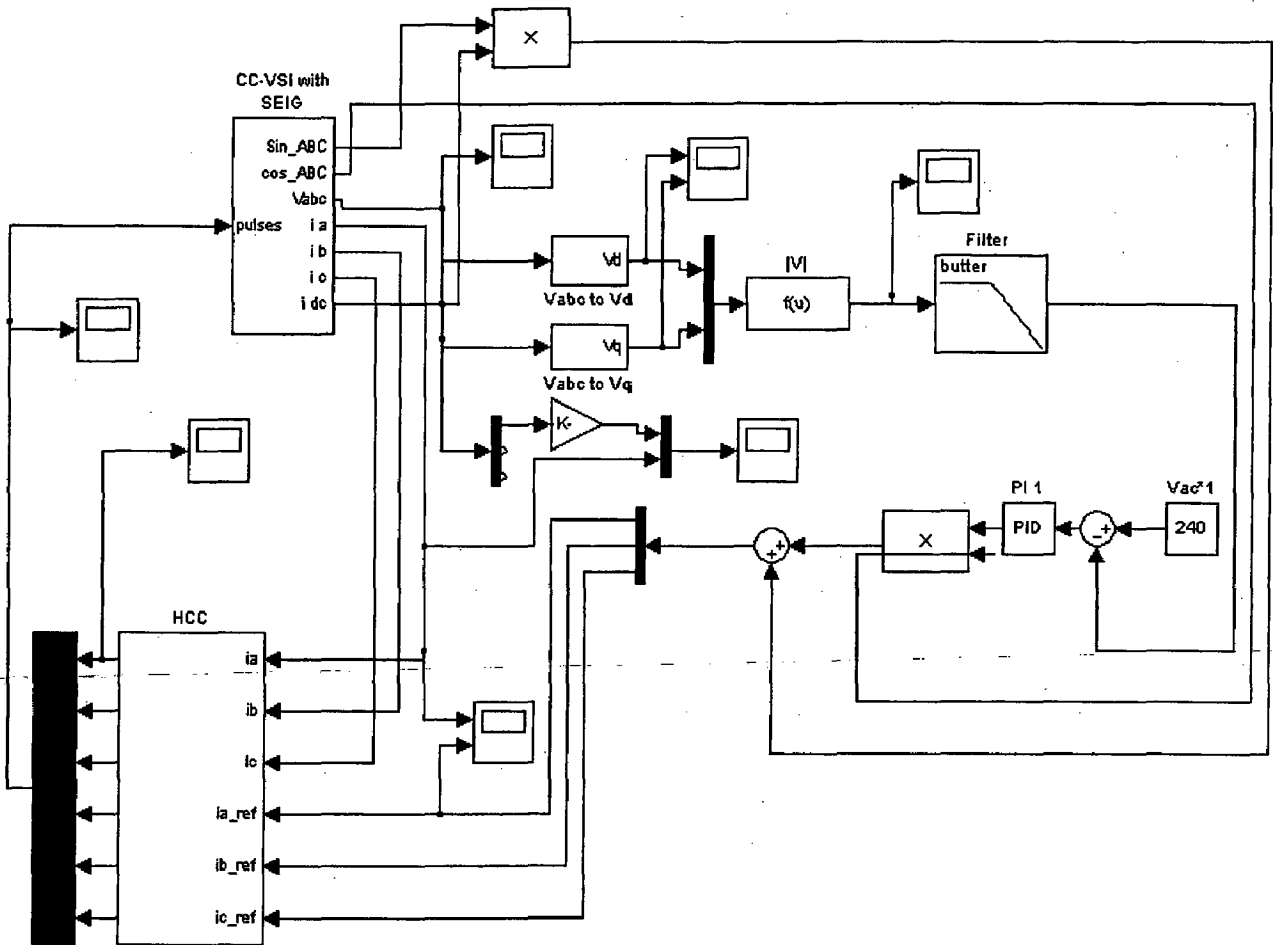 ×
CC-VSI with
SEIG
Sin_ABC
cos_ABC
Vabc
pulses
i a
i b
i c
i dc
Vd
Vabc to Vd
Vq
Vabc to Vq
|V|
f(u)
Filter
butter
K-
PI 1
PID
Vac*1
240
×
-
+
+
+
HCC
ia
ib
Ic
ia_ref
ib_ref
ic_ref